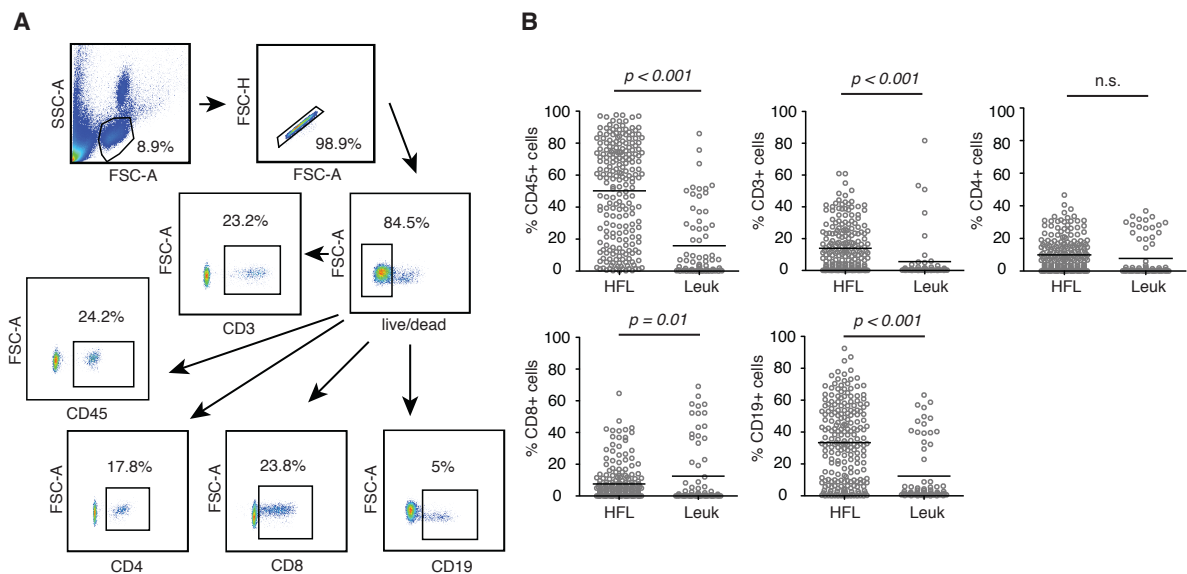 A
SSC-A
8.9%
FSC-A
FSC-H
98.9%
FSC-A
FSC-A
23.2%
CD3
FSC-A
84.5%
live/dead
FSC-A
24.2%
CD45
FSC-A
17.8%
CD4
FSC-A
23.8%
CD8
FSC-A
5%
CD19
B
p < 0.001
% CD45+ cells
100
80
60
40
20
0
HFL Leuk
p < 0.001
% CD3+ cells
100
80
60
40
20
0
HFL Leuk
n.s.
% CD4+ cells
100
80
60
40
20
0
HFL Leuk
p = 0.01
% CD8+ cells
100
80
60
40
20
0
HFL Leuk
p < 0.001
% CD19+ cells
100
80
60
40
20
0
HFL Leuk